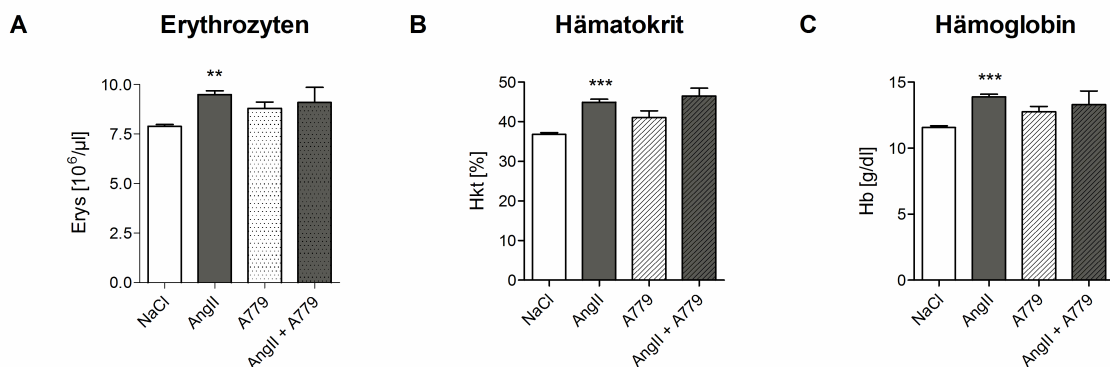 A Erythrozyten
**
10.0
7.5
5.0
2.5
0.0
Erys [10⁶/µl]
NaCl
AngII
A779
AngII + A779
B Hämatokrit
***
50
40
30
20
10
0
Hkt [%]
NaCl
AngII
A779
AngII + A779
C Hämoglobin
***
15
10
5
0
Hb [g/dl]
NaCl
AngII
A779
AngII + A779